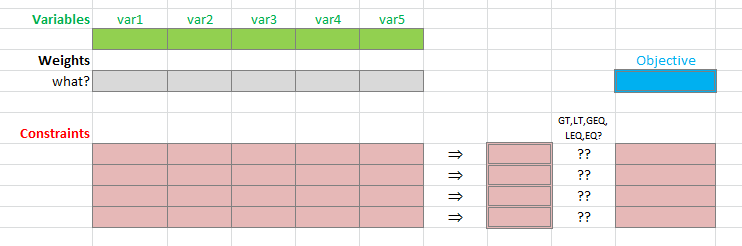 Variables var1 var2 var3 var4 var5
Weights Objective
what?
GT,LT,GEQ,
LEQ,EQ?
Constraints
⇒ ??
⇒ ??
⇒ ??
⇒ ??